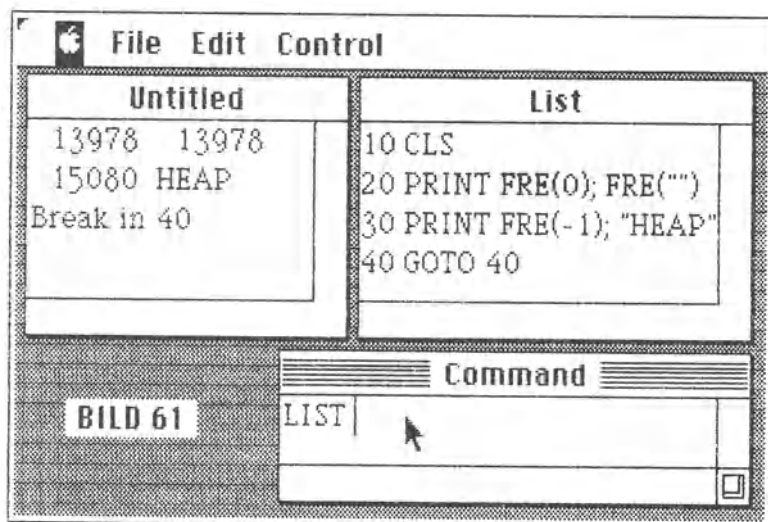 File Edit Control
Untitled
13978 13978
15080 HEAP
Break in 40
List
10 CLS
20 PRINT FRE(0); FRE("")
30 PRINT FRE(-1); "HEAP"
40 GOTO 40
Command
LIST
BILD 61